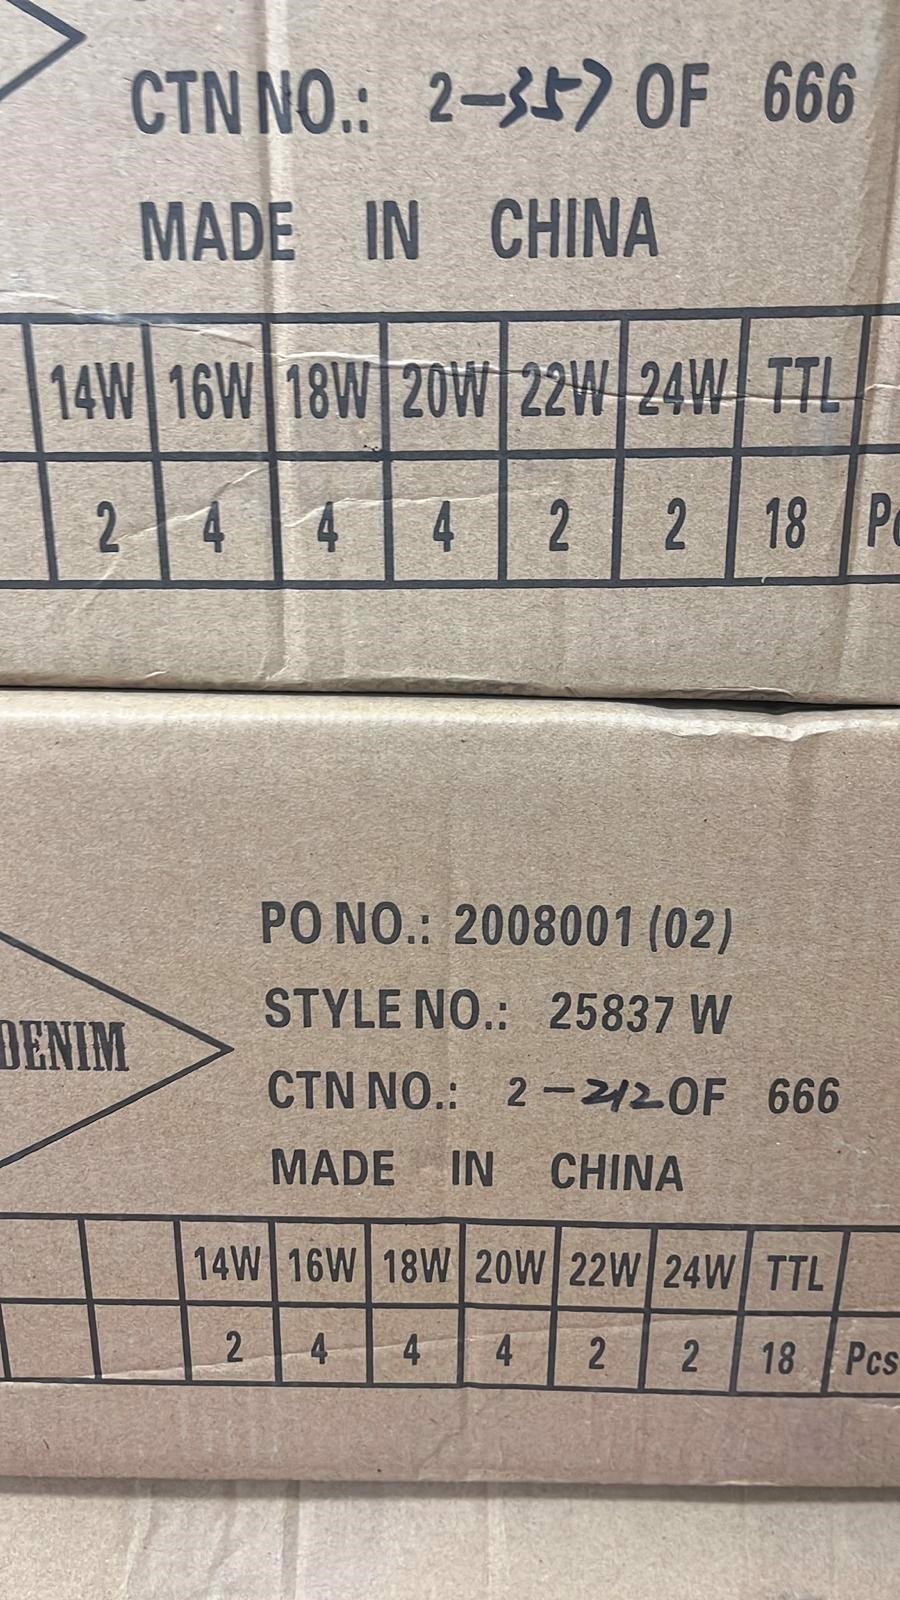 CTN NO.: 2-357 OF 666
MADE IN CHINA
14W 16W 18W 20W 22W 24W TTL
2 4 4 4 2 2 18
PO NO.: 2008001 (02)
STYLE NO.: 25837 W
DENIM
CTN NO.: 2-212 OF 666
MADE IN CHINA
14W 16W 18W 20W 22W 24W TTL
2 4 4 4 2 2 18 Pcs